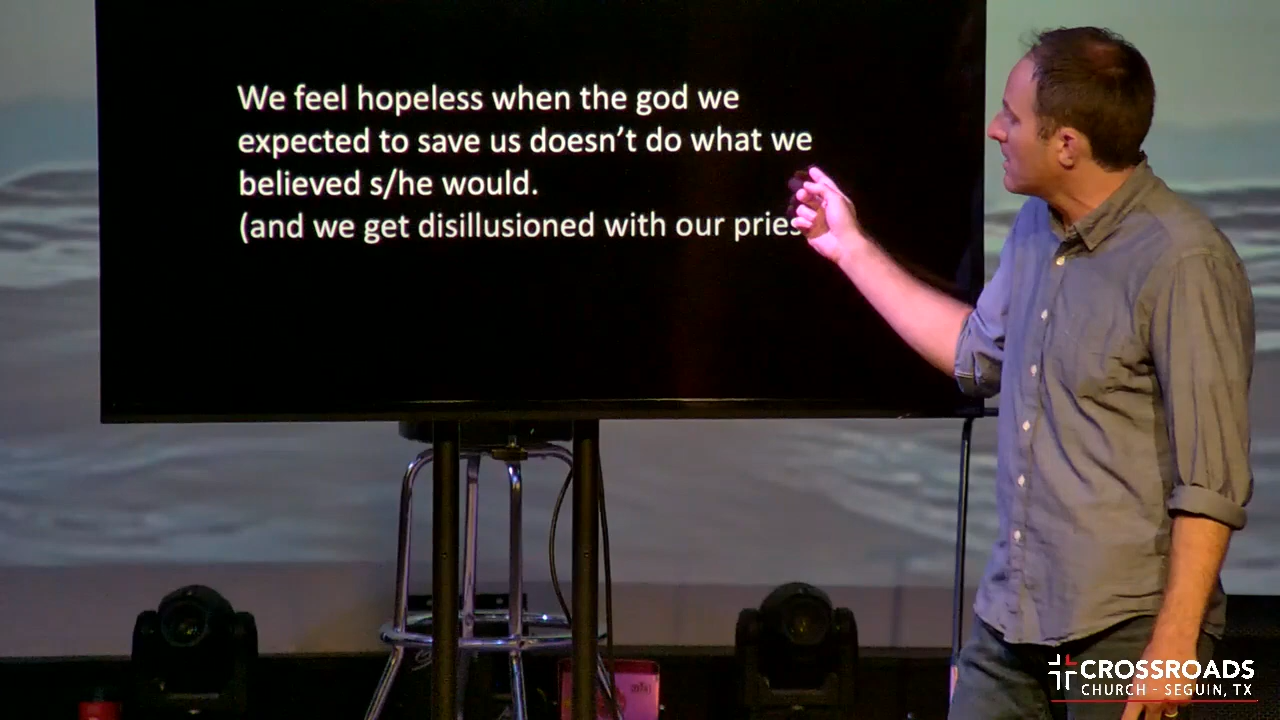 We feel hopeless when the god we
expected to save us doesn’t do what we
believed s/he would.
(and we get disillusioned with our
CROSSROADS
CHURCH - SEGUIN, TX